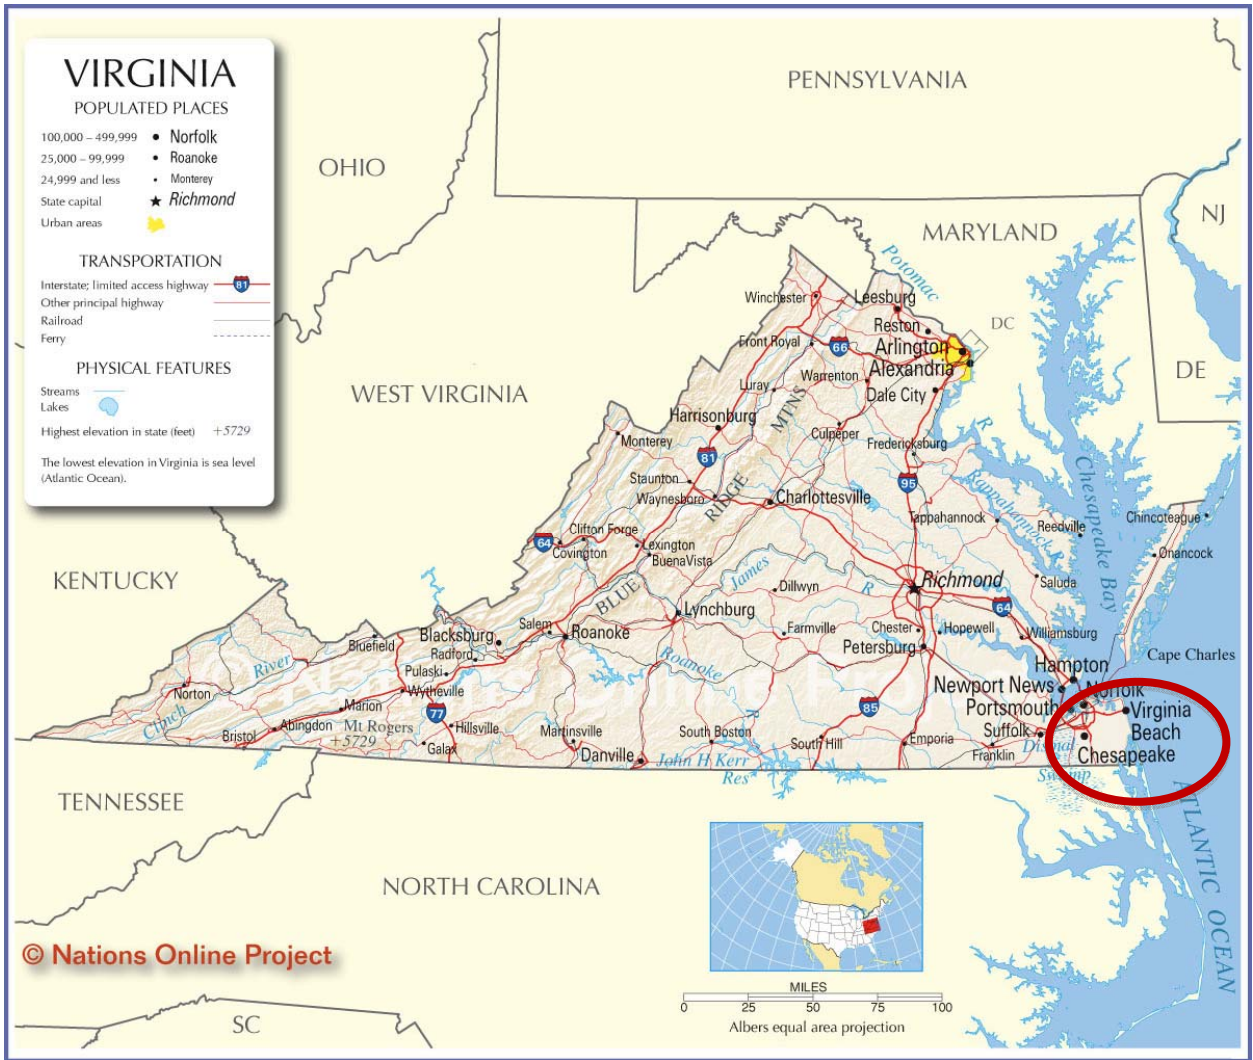 VIRGINIA
POPULATED PLACES
100,000 – 499,999 Norfolk
25,000 – 99,999 Roanoke
24,999 and less Monterey
State capital Richmond
Urban areas
TRANSPORTATION
Interstate; limited access highway 81
Other principal highway
Railroad
Ferry
PHYSICAL FEATURES
Streams
Lakes
Highest elevation in state (feet) +5729
The lowest elevation in Virginia is sea level
(Atlantic Ocean).
PENNSYLVANIA
OHIO
NJ
MARYLAND
Potomac
Winchester
Leesburg
Reston
DC
Front Royal
66
Arlington
DE
WEST VIRGINIA
Luray
Warrenton
Alexandria
Dale City
MTNS
Harrisonburg
R
Monterey
Culpeper
Fredericksburg
81
Staunton
95
Chesapeake Bay
Waynesboro
RIDGE
Charlottesville
Rappahannock R
Tappahannock
Reedville
Chincoteague
Clifton Forge
64
Covington
Lexington
BuenaVista
Onancock
KENTUCKY
BLUE
James
R
Dillwyn
Richmond
Saluda
64
Lynchburg
Salem
Roanoke
Blacksburg
Bluefield
Radford
Farmville
Chester
Hopewell
Williamsburg
Petersburg
River
Pulaski
Roanoke
R
Hampton
Cape Charles
Norton
Wytheville
Newport News
Norfolk
Clinch
Marion
77
85
Portsmouth
Virginia
Beach
Abingdon
Mt Rogers
+5729
Hillsville
Martinsville
South Boston
South Hill
Emporia
Suffolk
Bristol
Galax
Danville
John H Kerr
Res
Franklin
Dismal
Swamp
Chesapeake
TENNESSEE
ATLANTIC OCEAN
NORTH CAROLINA
© Nations Online Project
SC
MILES
0 25 50 75 100
Albers equal area projection